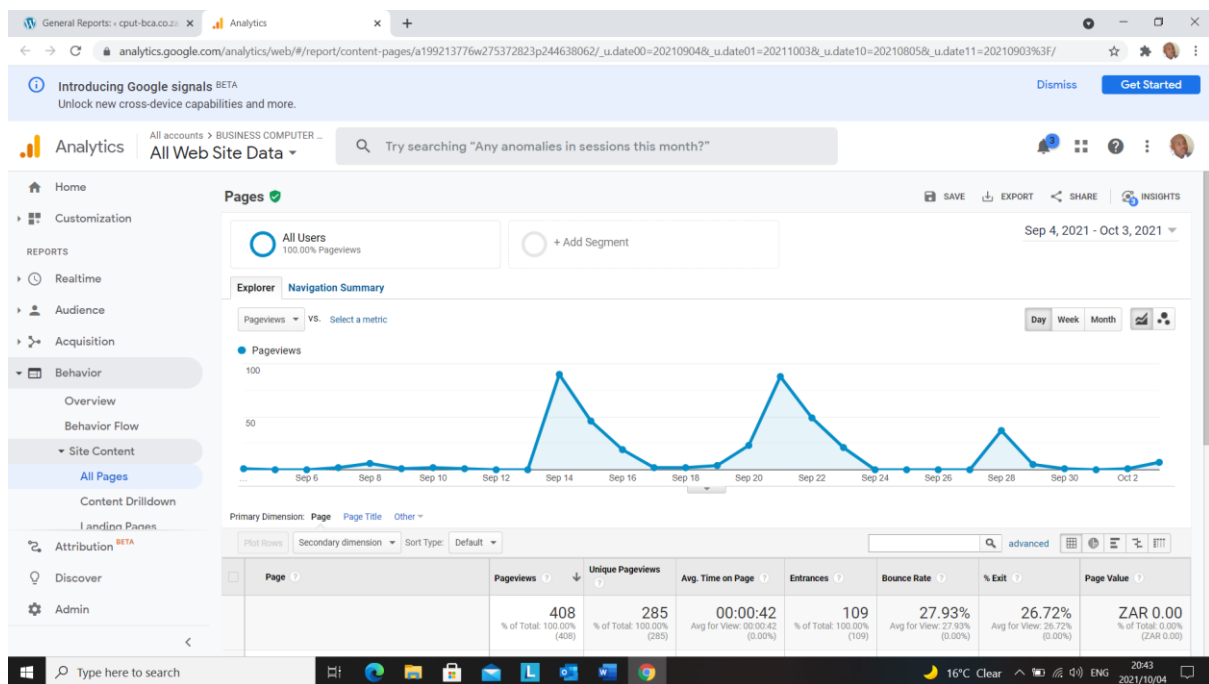 General Reports: ‹ cput-bca.co.za
Analytics
analytics.google.com/analytics/web/#/report/content-pages/a199213776w275372823p244638062/_u.date00=20210904&_u.date01=20211003&_u.date10=20210805&_u.date11=20210903%3F/
Introducing Google signals BETA
Unlock new cross-device capabilities and more.
Dismiss
Get Started
Analytics
All accounts > BUSINESS COMPUTER ...
All Web Site Data
Try searching "Any anomalies in sessions this month?"
3
Home
Customization
REPORTS
Realtime
Audience
Acquisition
Behavior
Overview
Behavior Flow
Site Content
All Pages
Content Drilldown
Landing Pages
Attribution BETA
Discover
Admin
Pages
SAVE EXPORT SHARE INSIGHTS
All Users
100.00% Pageviews
+ Add Segment
Sep 4, 2021 - Oct 3, 2021
Explorer Navigation Summary
Pageviews VS. Select a metric
Day Week Month
Pageviews
100
50
... Sep 6 Sep 8 Sep 10 Sep 12 Sep 14 Sep 16 Sep 18 Sep 20 Sep 22 Sep 24 Sep 26 Sep 28 Sep 30 Oct 2
Primary Dimension: Page Page Title Other
Plot Rows Secondary dimension Sort Type: Default advanced
Page Pageviews Unique Pageviews Avg. Time on Page Entrances Bounce Rate % Exit Page Value
408 285 00:00:42 109 27.93% 26.72% ZAR 0.00
% of Total: 100.00% % of Total: 100.00% Avg for View: 00:00:42 % of Total: 100.00% Avg for View: 27.93% Avg for View: 26.72% % of Total: 0.00%
(408) (285) (0.00%) (109) (0.00%) (0.00%) (ZAR 0.00)
Type here to search
16°C Clear
ENG
20:43
2021/10/04